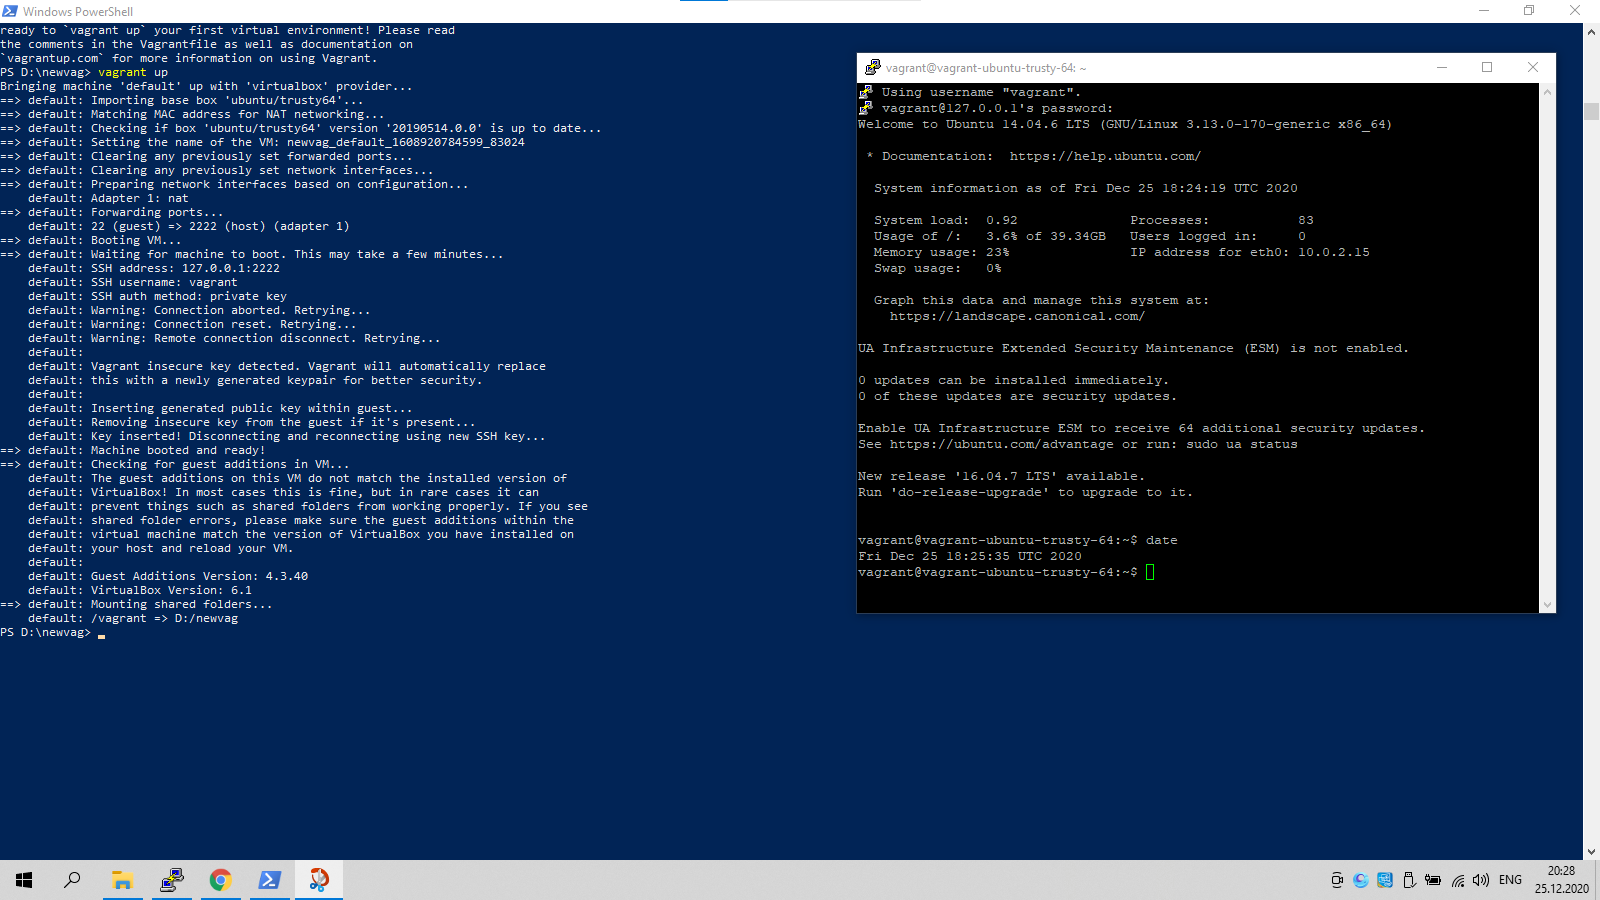 Windows PowerShell
ready to `vagrant up` your first virtual environment! Please read
the comments in the Vagrantfile as well as documentation on
`vagrantup.com` for more information on using Vagrant.
PS D:\newvag> vagrant up
Bringing machine 'default' up with 'virtualbox' provider...
==> default: Importing base box 'ubuntu/trusty64'...
==> default: Matching MAC address for NAT networking...
==> default: Checking if box 'ubuntu/trusty64' version '20190514.0.0' is up to date...
==> default: Setting the name of the VM: newvag_default_1608920784599_83024
==> default: Clearing any previously set forwarded ports...
==> default: Clearing any previously set network interfaces...
==> default: Preparing network interfaces based on configuration...
    default: Adapter 1: nat
==> default: Forwarding ports...
    default: 22 (guest) => 2222 (host) (adapter 1)
==> default: Booting VM...
==> default: Waiting for machine to boot. This may take a few minutes...
    default: SSH address: 127.0.0.1:2222
    default: SSH username: vagrant
    default: SSH auth method: private key
    default: Warning: Connection aborted. Retrying...
    default: Warning: Connection reset. Retrying...
    default: Warning: Remote connection disconnect. Retrying...
    default:
    default: Vagrant insecure key detected. Vagrant will automatically replace
    default: this with a newly generated keypair for better security.
    default:
    default: Inserting generated public key within guest...
    default: Removing insecure key from the guest if it's present...
    default: Key inserted! Disconnecting and reconnecting using new SSH key...
==> default: Machine booted and ready!
==> default: Checking for guest additions in VM...
    default: The guest additions on this VM do not match the installed version of
    default: VirtualBox! In most cases this is fine, but in rare cases it can
    default: prevent things such as shared folders from working properly. If you see
    default: shared folder errors, please make sure the guest additions within the
    default: virtual machine match the version of VirtualBox you have installed on
    default: your host and reload your VM.
    default:
    default: Guest Additions Version: 4.3.40
    default: VirtualBox Version: 6.1
==> default: Mounting shared folders...
    default: /vagrant => D:/newvag
PS D:\newvag>
vagrant@vagrant-ubuntu-trusty-64: ~
Using username "vagrant".
vagrant@127.0.0.1's password:
Welcome to Ubuntu 14.04.6 LTS (GNU/Linux 3.13.0-170-generic x86_64)
* Documentation:  https://help.ubuntu.com/
System information as of Fri Dec 25 18:24:19 UTC 2020
System load:  0.92              Processes:           83
Usage of /:   3.6% of 39.34GB   Users logged in:     0
Memory usage: 23%               IP address for eth0: 10.0.2.15
Swap usage:   0%
Graph this data and manage this system at:
https://landscape.canonical.com/
UA Infrastructure Extended Security Maintenance (ESM) is not enabled.
0 updates can be installed immediately.
0 of these updates are security updates.
Enable UA Infrastructure ESM to receive 64 additional security updates.
See https://ubuntu.com/advantage or run: sudo ua status
New release '16.04.7 LTS' available.
Run 'do-release-upgrade' to upgrade to it.
vagrant@vagrant-ubuntu-trusty-64:~$ date
Fri Dec 25 18:25:35 UTC 2020
vagrant@vagrant-ubuntu-trusty-64:~$
ENG
20:28
25.12.2020